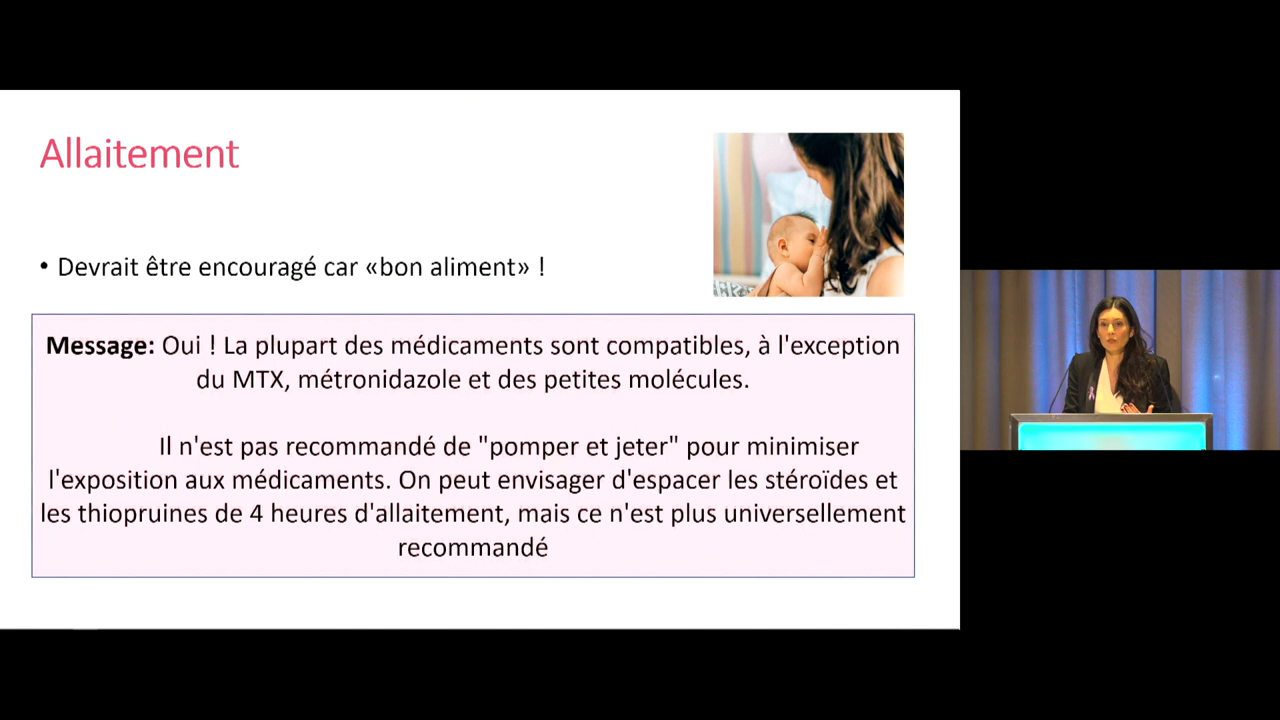 Allaitement
• Devrait être encouragé car «bon aliment» !
Message: Oui ! La plupart des médicaments sont compatibles, à l'exception
du MTX, métronidazole et des petites molécules.
Il n'est pas recommandé de "pomper et jeter" pour minimiser
l'exposition aux médicaments. On peut envisager d'espacer les stéroïdes et
les thiopruines de 4 heures d'allaitement, mais ce n'est plus universellement
recommandé